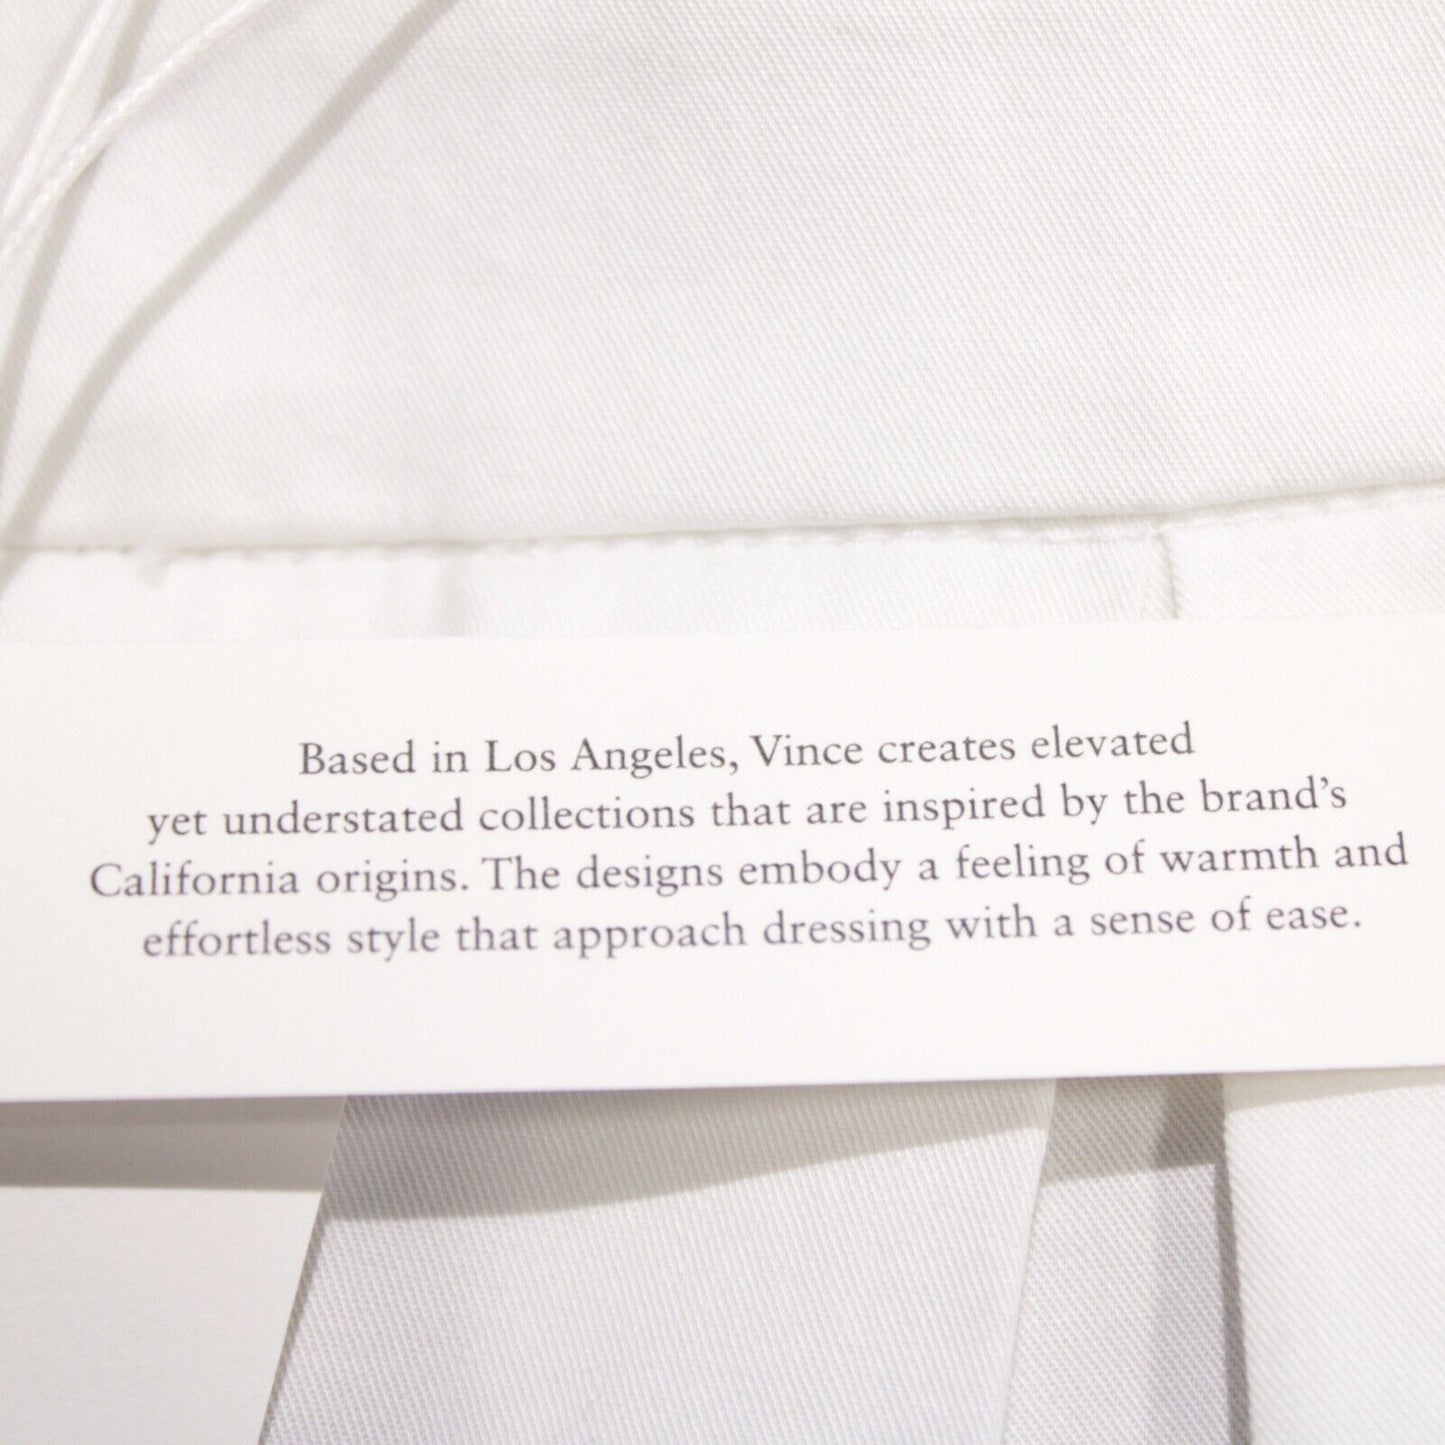 Based in Los Angeles, Vince creates elevated
yet understated collections that are inspired by the brand’s
California origins. The designs embody a feeling of warmth and
effortless style that approach dressing with a sense of ease.